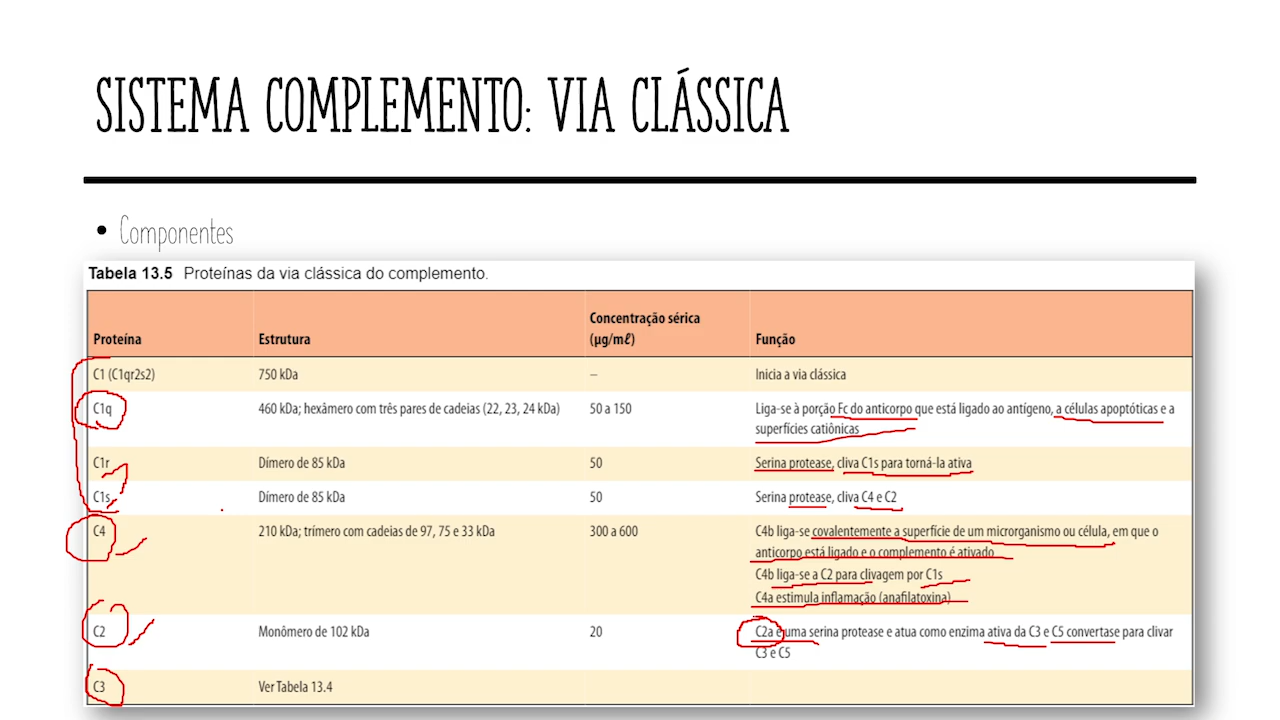 SISTEMA COMPLEMENTO: VIA CLÁSSICA
• Componentes
Tabela 13.5 Proteínas da via clássica do complemento.
Proteína Estrutura Concentração sérica (µg/mℓ) Função
C1 (C1qr2s2) 750 kDa – Inicia a via clássica
C1q 460 kDa; hexâmero com três pares de cadeias (22, 23, 24 kDa) 50 a 150 Liga-se à porção Fc do anticorpo que está ligado ao antígeno, a células apoptóticas e a
superfícies catiônicas
C1r Dímero de 85 kDa 50 Serina protease, cliva C1s para torná-la ativa
C1s Dímero de 85 kDa 50 Serina protease, cliva C4 e C2
C4 210 kDa; trímero com cadeias de 97, 75 e 33 kDa 300 a 600 C4b liga-se covalentemente a superfície de um microrganismo ou célula, em que o
anticorpo está ligado e o complemento é ativado
C4b liga-se a C2 para clivagem por C1s
C4a estimula inflamação (anafilatoxina)
C2 Monômero de 102 kDa 20 C2a é uma serina protease e atua como enzima ativa da C3 e C5 convertase para clivar
C3 e C5
C3 Ver Tabela 13.4